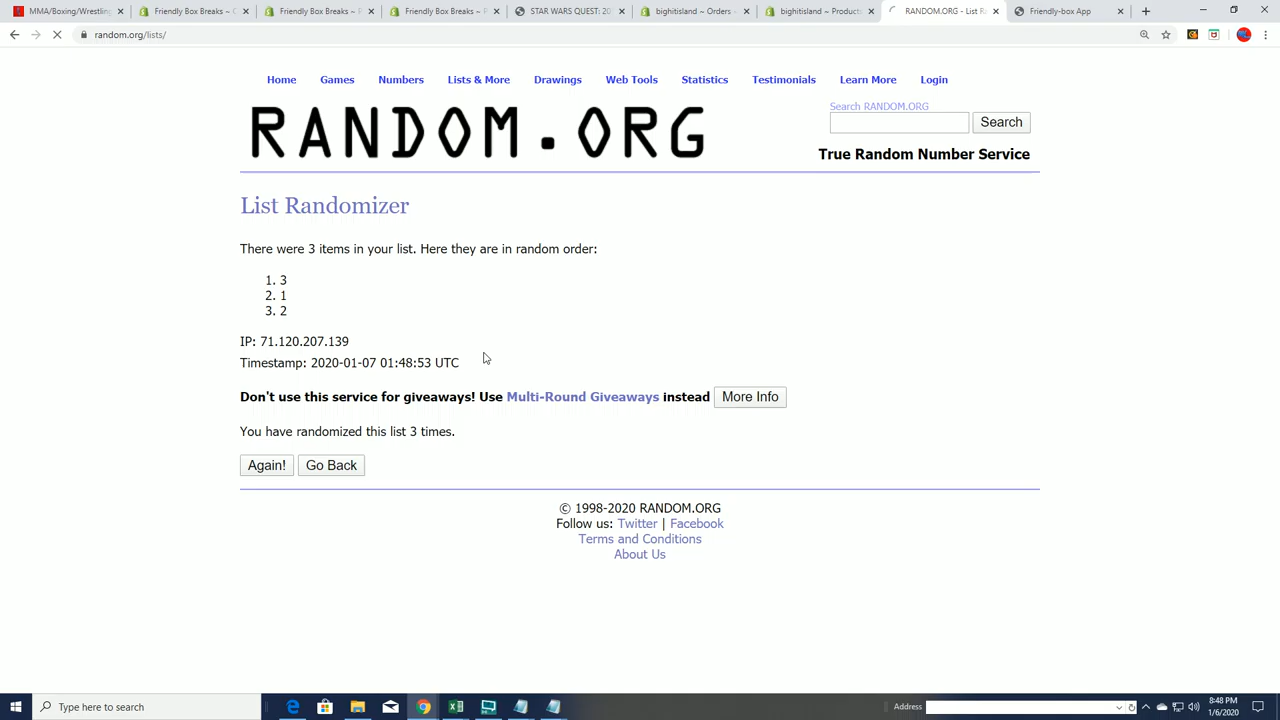 MMA/Boxing/Wrestling
Friendly Box Breaks – C
Friendly Box Breaks ~ P
Friendly Box Breaks ~ P
STAR WARS QUEST: 20
bightisland ~ Orders
bightisland ~ Product
RANDOM.ORG - List R
Friendly-box App
random.org/lists/
Home Games Numbers Lists & More Drawings Web Tools Statistics Testimonials Learn More Login
RANDOM.ORG
Search RANDOM.ORG
Search
True Random Number Service
List Randomizer
There were 3 items in your list. Here they are in random order:
1. 3
2. 1
3. 2
IP: 71.120.207.139
Timestamp: 2020-01-07 01:48:53 UTC
Don't use this service for giveaways! Use Multi-Round Giveaways instead More Info
You have randomized this list 3 times.
Again! Go Back
© 1998-2020 RANDOM.ORG
Follow us: Twitter | Facebook
Terms and Conditions
About Us
Type here to search
Address
8:48 PM
1/6/2020